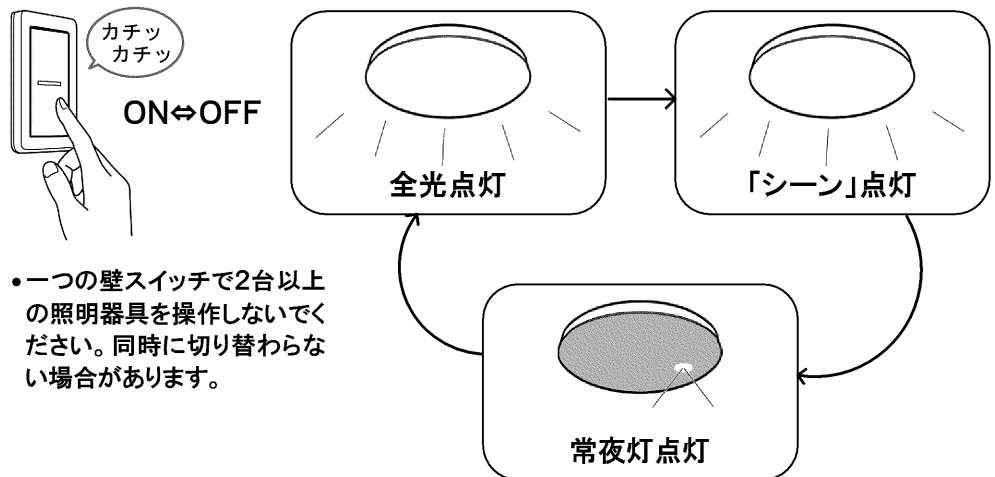 カチッ
カチッ
ON⇔OFF
全光点灯
「シーン」点灯
•一つの壁スイッチで2台以上
の照明器具を操作しないでく
ださい。同時に切り替わらな
い場合があります。
常夜灯点灯